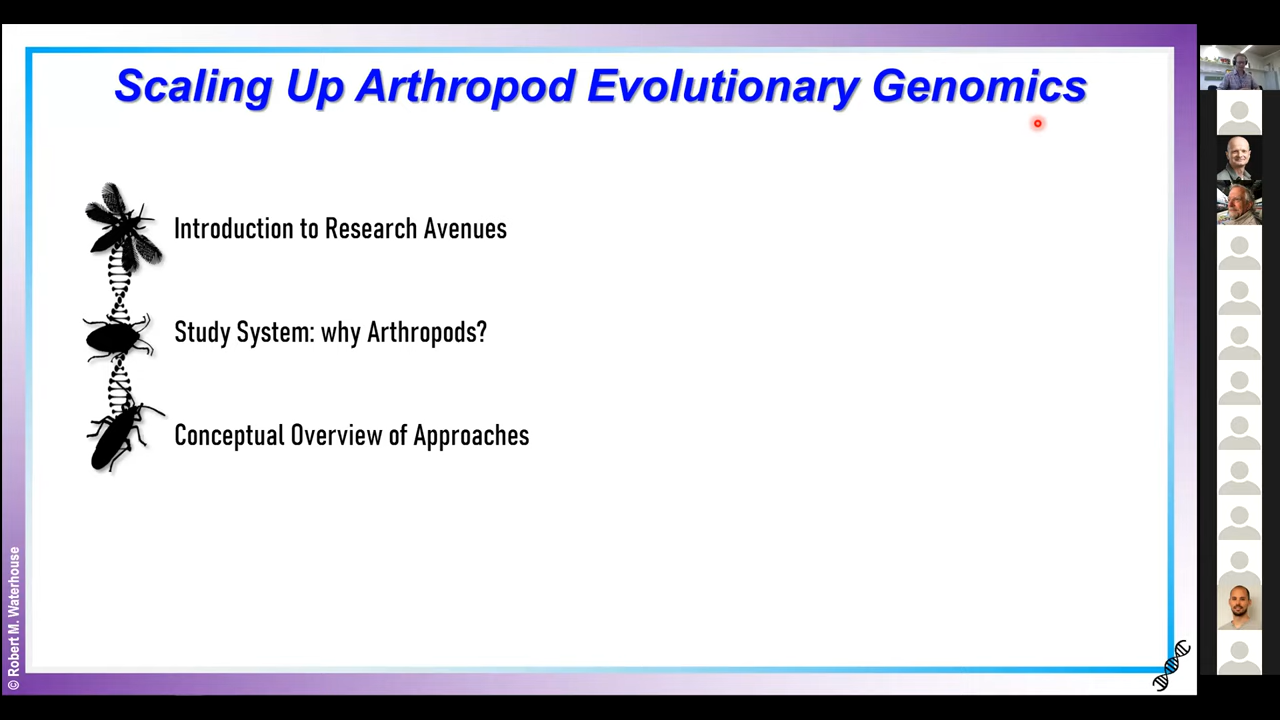 Scaling Up Arthropod Evolutionary Genomics
Introduction to Research Avenues
Study System: why Arthropods?
Conceptual Overview of Approaches
© Robert M. Waterhouse